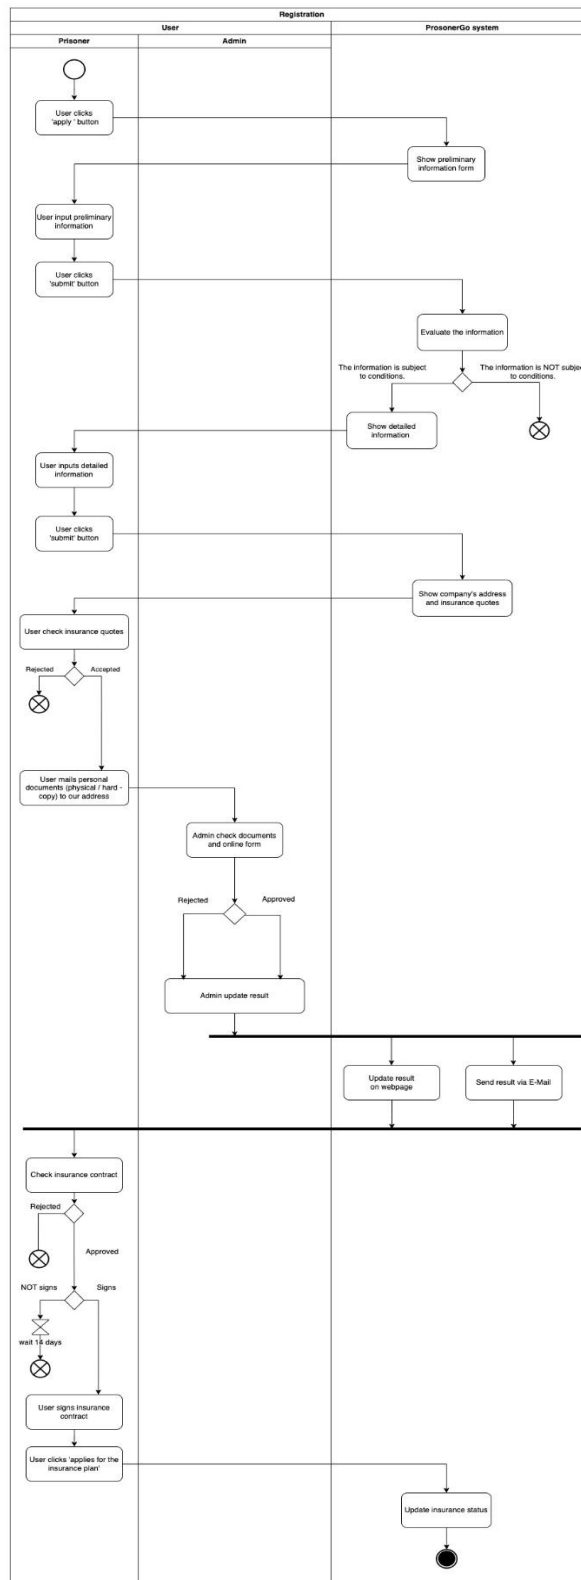 Registration
User
ProsonerGo system
Prisoner
Admin
User clicks
'apply ' button
Show preliminary
information form
User input preliminary
information
User clicks
'submit' button
Evaluate the information
The information is subject
to conditions.
The information is NOT subject
to conditions.
Show detailed
information
User inputs detailed
information
User clicks
'submit' button
Show company's address
and insurance quotes
User check insurance quotes
Rejected
Accepted
User mails personal
documents (physical / hard -
copy) to our address
Admin check documents
and online form
Rejected
Approved
Admin update result
Update result
on webpage
Send result via E-Mail
Check insurance contract
Rejected
Approved
NOT signs
Signs
wait 14 days
User signs insurance
contract
User clicks 'applies for the
insurance plan'
Update insurance status